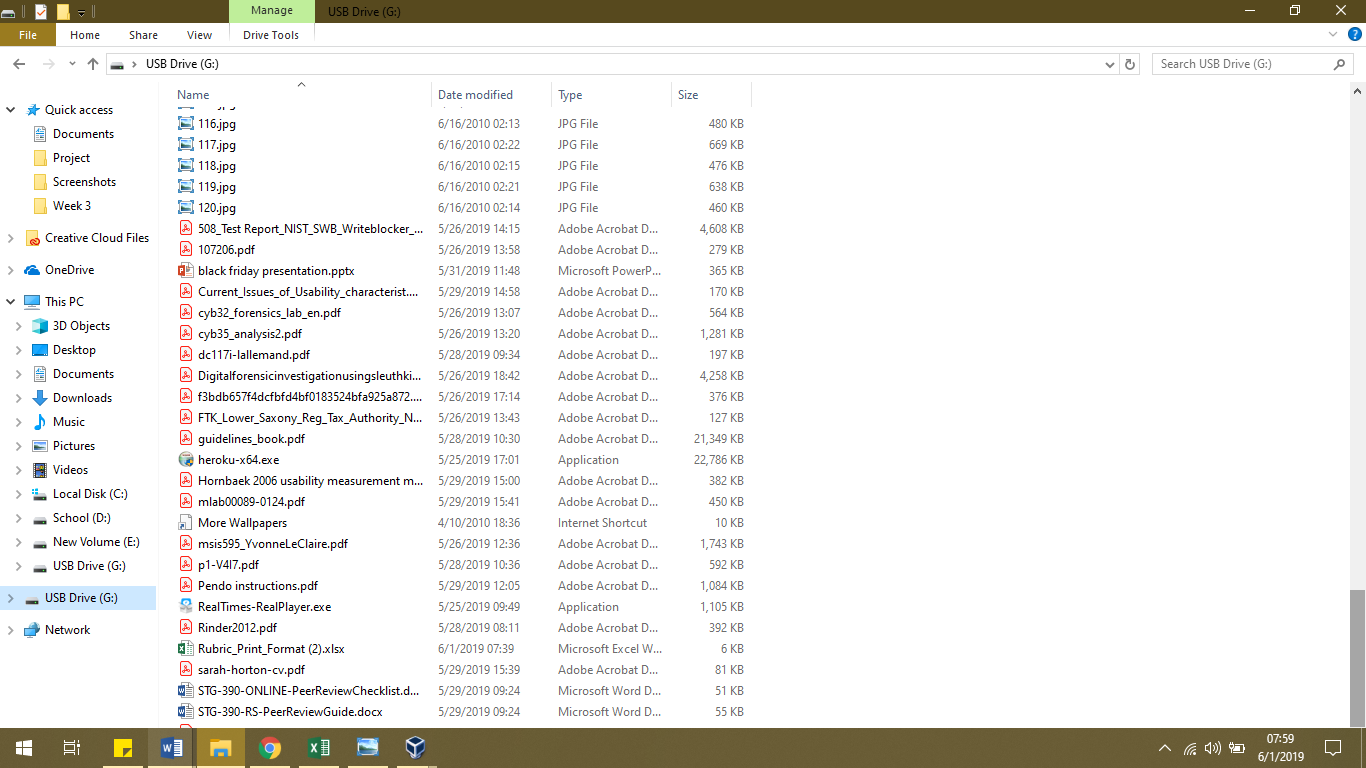 Manage USB Drive (G:)
File Home Share View Drive Tools
USB Drive (G:) Search USB Drive (G:)
Quick access
Documents
Project
Screenshots
Week 3
Creative Cloud Files
OneDrive
This PC
3D Objects
Desktop
Documents
Downloads
Music
Pictures
Videos
Local Disk (C:)
School (D:)
New Volume (E:)
USB Drive (G:)
USB Drive (G:)
Network
Name Date modified Type Size
116.jpg 6/16/2010 02:13 JPG File 480 KB
117.jpg 6/16/2010 02:22 JPG File 669 KB
118.jpg 6/16/2010 02:15 JPG File 476 KB
119.jpg 6/16/2010 02:21 JPG File 638 KB
120.jpg 6/16/2010 02:14 JPG File 460 KB
508_Test Report_NIST_SWB_Writeblocker_... 5/26/2019 14:15 Adobe Acrobat D... 4,608 KB
107206.pdf 5/26/2019 13:58 Adobe Acrobat D... 279 KB
black friday presentation.pptx 5/31/2019 11:48 Microsoft PowerP... 365 KB
Current_Issues_of_Usability_characterist.... 5/29/2019 14:58 Adobe Acrobat D... 170 KB
cyb32_forensics_lab_en.pdf 5/26/2019 13:07 Adobe Acrobat D... 564 KB
cyb35_analysis2.pdf 5/26/2019 13:20 Adobe Acrobat D... 1,281 KB
dc117i-lallemand.pdf 5/28/2019 09:34 Adobe Acrobat D... 197 KB
Digitalforensicinvestigationusingsleuthki... 5/26/2019 18:42 Adobe Acrobat D... 4,258 KB
f3bdb657f4dcfbfd4bf0183524bfa925a872.... 5/26/2019 17:14 Adobe Acrobat D... 376 KB
FTK_Lower_Saxony_Reg_Tax_Authority_N... 5/26/2019 13:43 Adobe Acrobat D... 127 KB
guidelines_book.pdf 5/28/2019 10:30 Adobe Acrobat D... 21,349 KB
heroku-x64.exe 5/25/2019 17:01 Application 22,786 KB
Hornbaek 2006 usability measurement m... 5/29/2019 15:00 Adobe Acrobat D... 382 KB
mlab00089-0124.pdf 5/29/2019 15:41 Adobe Acrobat D... 450 KB
More Wallpapers 4/10/2010 18:36 Internet Shortcut 10 KB
msis595_YvonneLeClaire.pdf 5/26/2019 12:36 Adobe Acrobat D... 1,743 KB
p1-V4I7.pdf 5/28/2019 10:36 Adobe Acrobat D... 592 KB
Pendo instructions.pdf 5/29/2019 12:05 Adobe Acrobat D... 1,084 KB
RealTimes-RealPlayer.exe 5/25/2019 09:49 Application 1,105 KB
Rinder2012.pdf 5/28/2019 08:11 Adobe Acrobat D... 392 KB
Rubric_Print_Format (2).xlsx 6/1/2019 07:39 Microsoft Excel W... 6 KB
sarah-horton-cv.pdf 5/29/2019 15:39 Adobe Acrobat D... 81 KB
STG-390-ONLINE-PeerReviewChecklist.d... 5/29/2019 09:24 Microsoft Word D... 51 KB
STG-390-RS-PeerReviewGuide.docx 5/29/2019 09:24 Microsoft Word D... 55 KB
07:59
6/1/2019